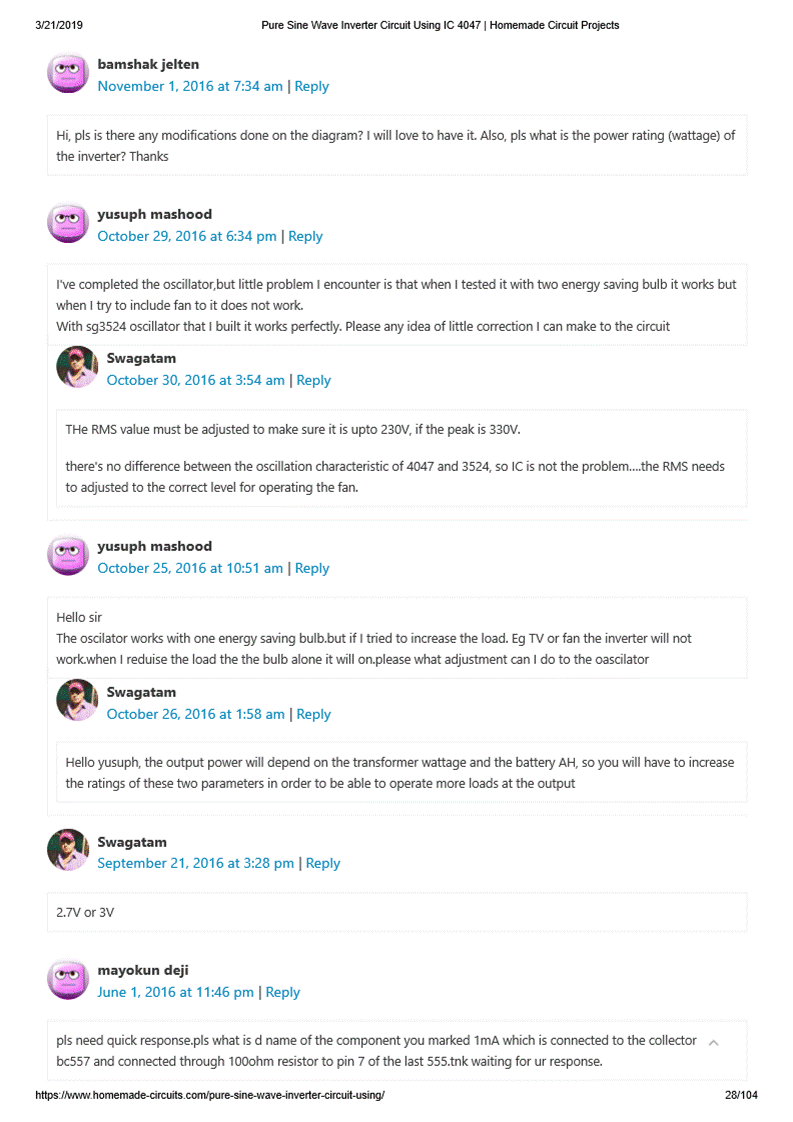 3/21/2019
Pure Sine Wave Inverter Circuit Using IC 4047 | Homemade Circuit Projects
bamshak jelten
November 1, 2016 at 7:34 am | Reply
Hi, pls is there any modifications done on the diagram? I will love to have it. Also, pls what is the power rating (wattage) of
the inverter? Thanks
yusuph mashood
October 29, 2016 at 6:34 pm | Reply
I've completed the oscillator,but little problem I encounter is that when I tested it with two energy saving bulb it works but
when I try to include fan to it does not work.
With sg3524 oscillator that I built it works perfectly. Please any idea of little correction I can make to the circuit
Swagatam
October 30, 2016 at 3:54 am | Reply
THe RMS value must be adjusted to make sure it is upto 230V, if the peak is 330V.
there's no difference between the oscillation characteristic of 4047 and 3524, so IC is not the problem....the RMS needs
to adjusted to the correct level for operating the fan.
yusuph mashood
October 25, 2016 at 10:51 am | Reply
Hello sir
The oscilator works with one energy saving bulb.but if I tried to increase the load. Eg TV or fan the inverter will not
work.when I reduise the load the the bulb alone it will on.please what adjustment can I do to the oascilator
Swagatam
October 26, 2016 at 1:58 am | Reply
Hello yusuph, the output power will depend on the transformer wattage and the battery AH, so you will have to increase
the ratings of these two parameters in order to be able to operate more loads at the output
Swagatam
September 21, 2016 at 3:28 pm | Reply
2.7V or 3V
mayokun deji
June 1, 2016 at 11:46 pm | Reply
pls need quick response.pls what is d name of the component you marked 1mA which is connected to the collector
bc557 and connected through 100ohm resistor to pin 7 of the last 555.tnk waiting for ur response.
https://www.homemade-circuits.com/pure-sine-wave-inverter-circuit-using/
28/104